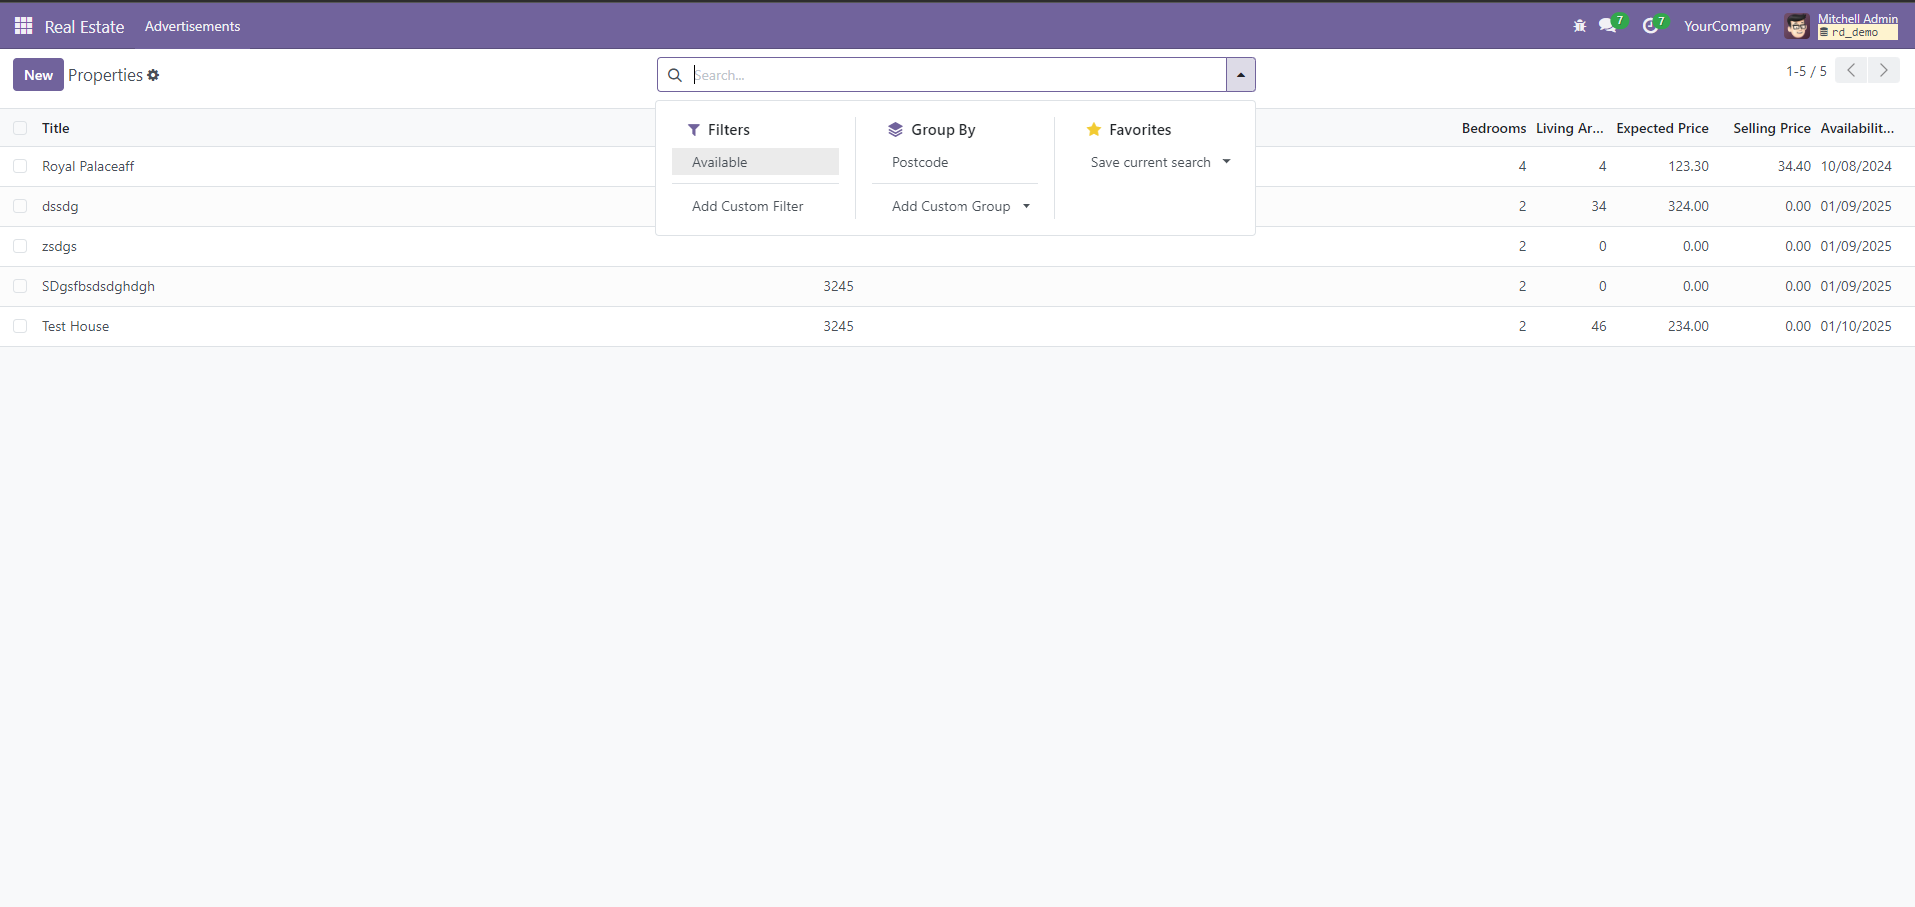 Real Estate Advertisements 7 7 YourCompany Mitchell Admin
rd_demo
New Properties Search... 1-5 / 5
Filters Group By Favorites
Available Postcode Save current search
Add Custom Filter Add Custom Group
Title Bedrooms Living Ar... Expected Price Selling Price Availabilit...
Royal Palaceaff 4 4 123.30 34.40 10/08/2024
dssdg 2 34 324.00 0.00 01/09/2025
zsdgs 2 0 0.00 0.00 01/09/2025
SDgsfbsdsdghdgh 3245 2 0 0.00 0.00 01/09/2025
Test House 3245 2 46 234.00 0.00 01/10/2025